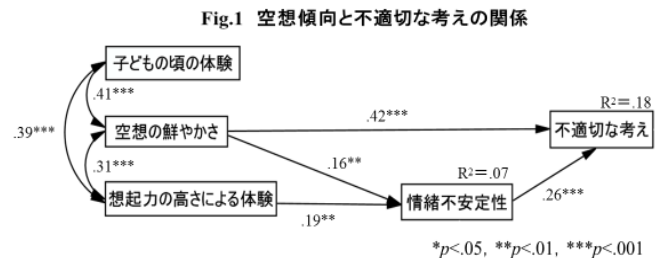 Fig.1 空想傾向と不適切な考えの関係
子どもの頃の体験
.41***
R²=.18
.39***
空想の鮮やかさ
.42***
不適切な考え
.31***
.16**
R²=.07
想起力の高さによる体験
.19**
情緒不安定性
.26***
*p<.05, **p<.01, ***p<.001